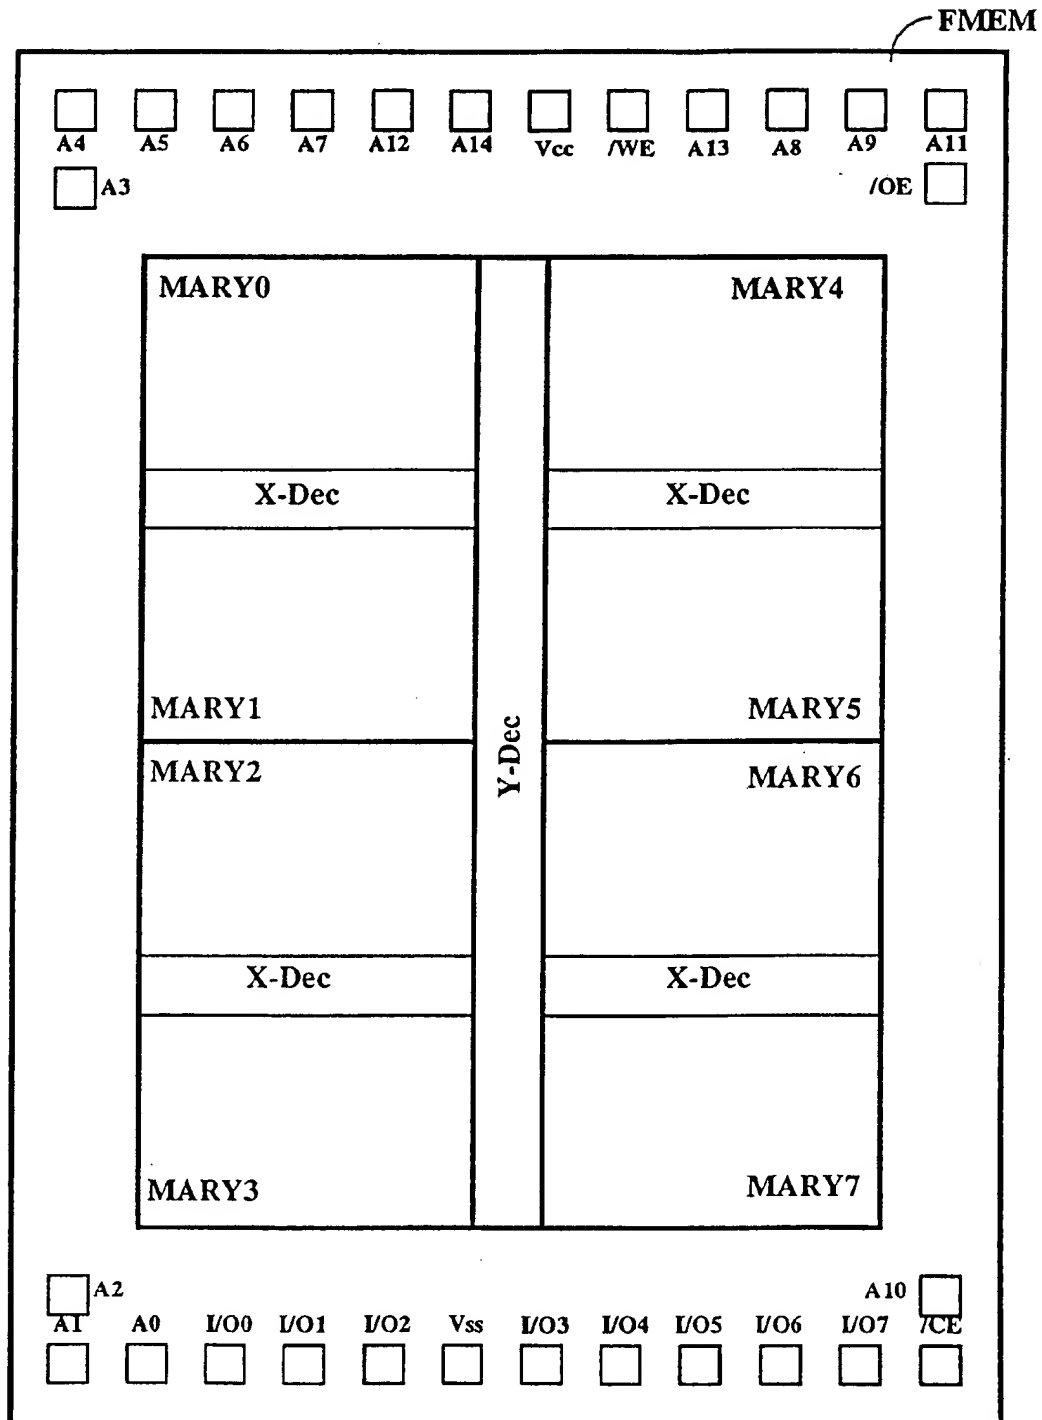 FMEM
A4 A5 A6 A7 A12 A14 Vcc /WE A13 A8 A9 A11
A3 /OE
MARY0 MARY4
X-Dec X-Dec
MARY1 MARY5
Y-Dec
MARY2 MARY6
X-Dec X-Dec
MARY3 MARY7
A2 A10
A1 A0 I/O0 I/O1 I/O2 Vss I/O3 I/O4 I/O5 I/O6 I/O7 /CE